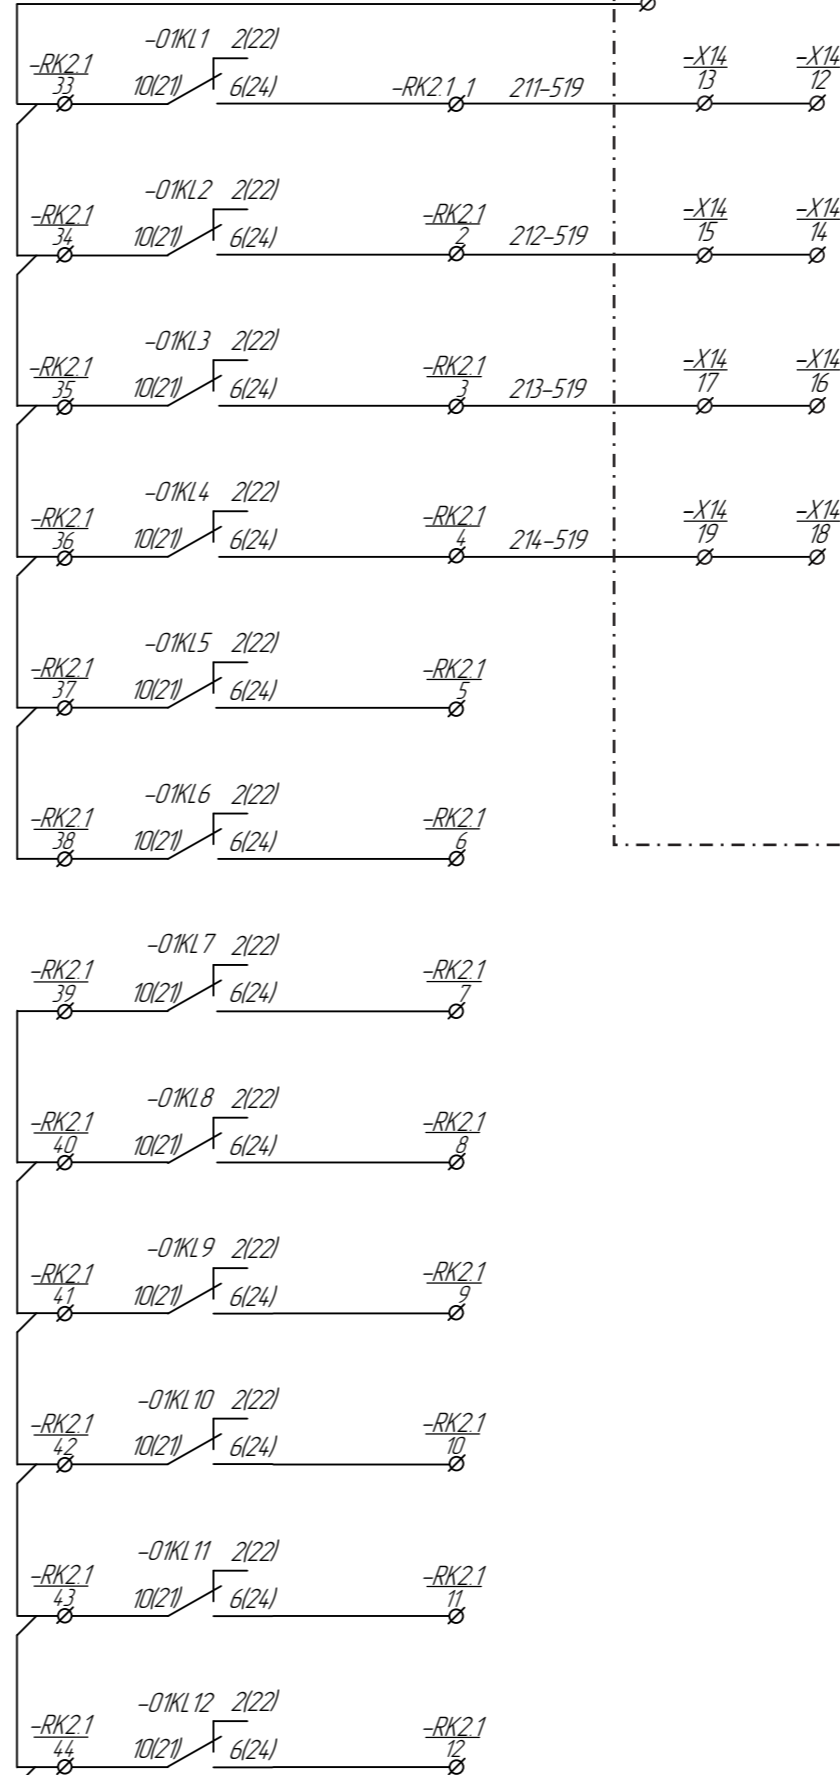 -01KL1 2(22)
-RK2.1 -X14 -X14
33 10(21) 6(24) -RK2.1 1 211-519 13 12
-01KL2 2(22)
-RK2.1 -RK2.1 -X14 -X14
34 10(21) 6(24) 2 212-519 15 14
-01KL3 2(22)
-RK2.1 -RK2.1 -X14 -X14
35 10(21) 6(24) 3 213-519 17 16
-01KL4 2(22)
-RK2.1 -RK2.1 -X14 -X14
36 10(21) 6(24) 4 214-519 19 18
-01KL5 2(22)
-RK2.1 -RK2.1
37 10(21) 6(24) 5
-01KL6 2(22)
-RK2.1 -RK2.1
38 10(21) 6(24) 6
-01KL7 2(22)
-RK2.1 -RK2.1
39 10(21) 6(24) 7
-01KL8 2(22)
-RK2.1 -RK2.1
40 10(21) 6(24) 8
-01KL9 2(22)
-RK2.1 -RK2.1
41 10(21) 6(24) 9
-01KL10 2(22)
-RK2.1 -RK2.1
42 10(21) 6(24) 10
-01KL11 2(22)
-RK2.1 -RK2.1
43 10(21) 6(24) 11
-01KL12 2(22)
-RK2.1 -RK2.1
44 10(21) 6(24) 12